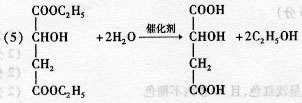 COOC₂H₅ COOH
(5) CHOH +2H₂O 催化剂 CHOH +2C₂H₅OH
CH₂ CH₂
COOC₂H₅ COOH